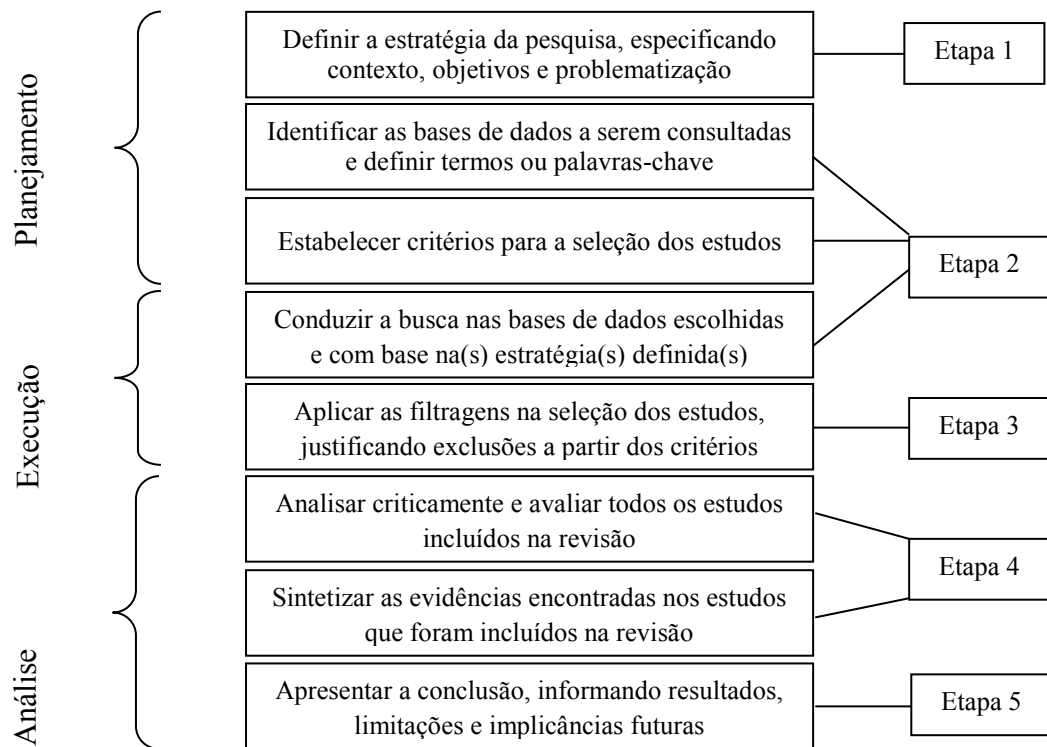 Planejamento
Definir a estratégia da pesquisa, especificando
contexto, objetivos e problematização
Etapa 1
Identificar as bases de dados a serem consultadas
e definir termos ou palavras-chave
Estabelecer critérios para a seleção dos estudos
Etapa 2
Execução
Conduzir a busca nas bases de dados escolhidas
e com base na(s) estratégia(s) definida(s)
Aplicar as filtragens na seleção dos estudos,
justificando exclusões a partir dos critérios
Etapa 3
Análise
Analisar criticamente e avaliar todos os estudos
incluídos na revisão
Etapa 4
Sintetizar as evidências encontradas nos estudos
que foram incluídos na revisão
Apresentar a conclusão, informando resultados,
limitações e implicâncias futuras
Etapa 5